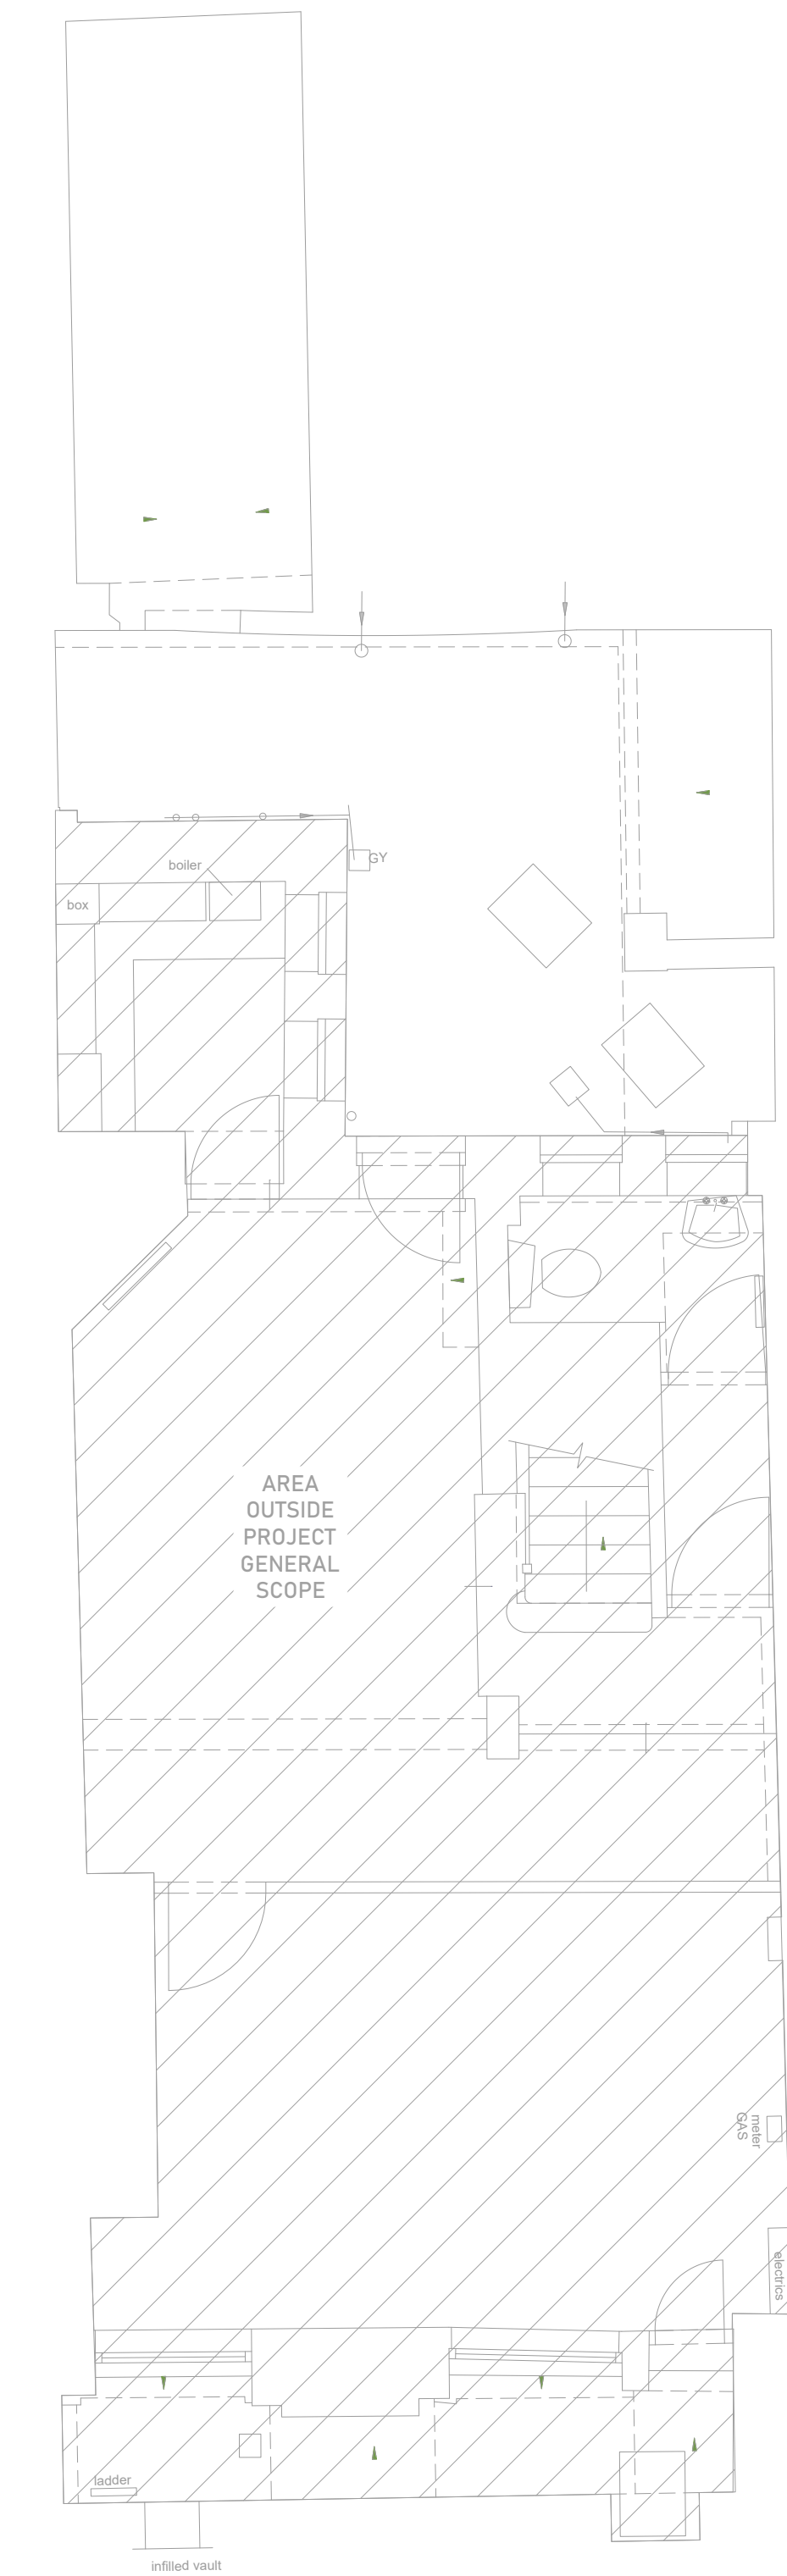 GY
boiler
box
AREA
OUTSIDE
PROJECT
GENERAL
SCOPE
meter
GAS
electrics
ladder
infilled vault